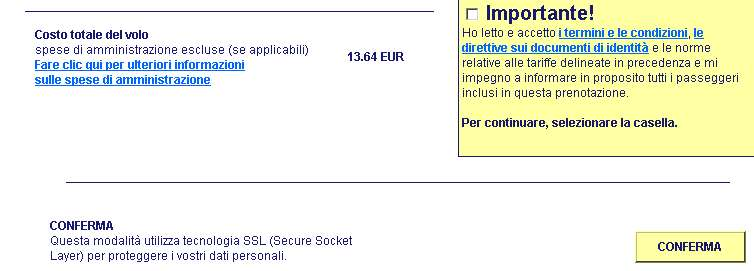 Costo totale del volo
spese di amministrazione escluse (se applicabili)
13.64 EUR
Fare clic qui per ulteriori informazioni
sulle spese di amministrazione
Importante!
Ho letto e accetto i termini e le condizioni, le
direttive sui documenti di identità e le norme
relative alle tariffe delineate in precedenza e mi
impegno a informare in proposito tutti i passeggeri
inclusi in questa prenotazione.
Per continuare, selezionare la casella.
CONFERMA
Questa modalità utilizza tecnologia SSL (Secure Socket
Layer) per proteggere i vostri dati personali.
CONFERMA